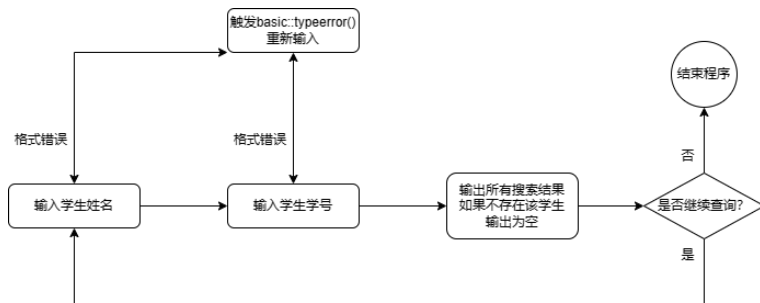 触发basic::typeerror()
重新输入
结束程序
格式错误
格式错误
否
输入学生姓名
输入学生学号
输出所有搜索结果
如果不存在该学生
输出为空
是否继续查询?
是